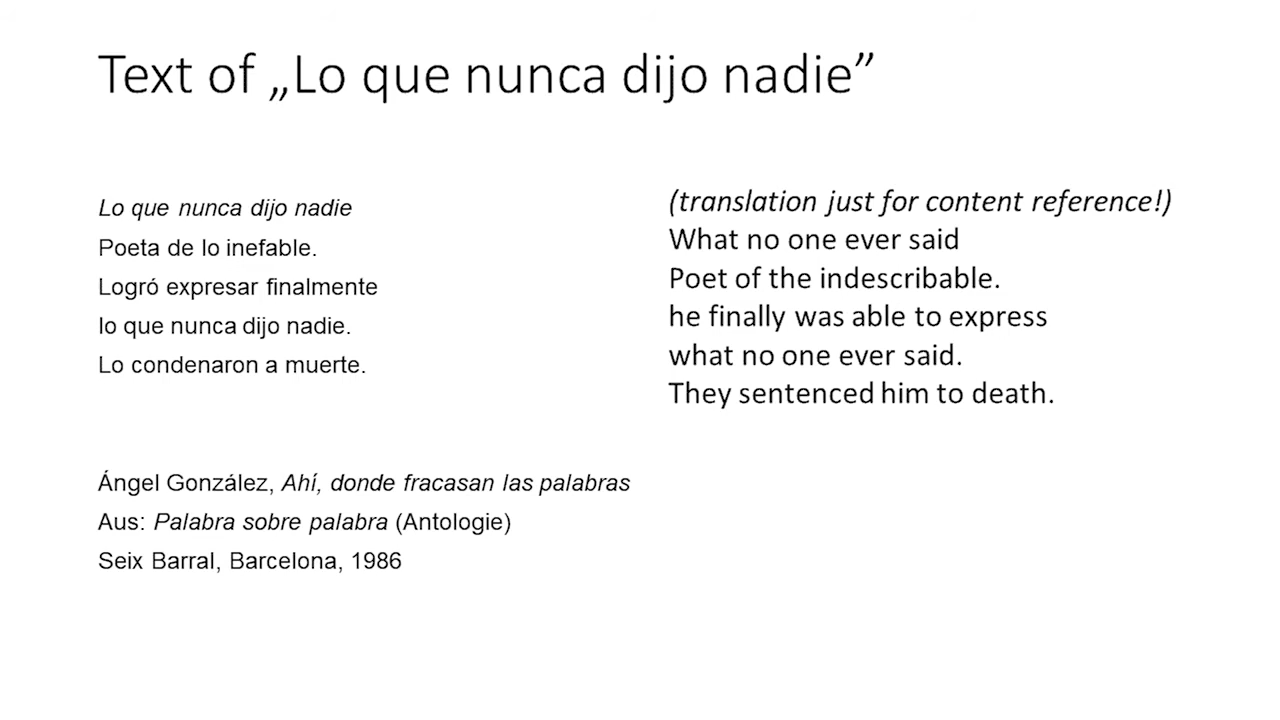 Text of „Lo que nunca dijo nadie”
Lo que nunca dijo nadie
Poeta de lo inefable.
Logró expresar finalmente
lo que nunca dijo nadie.
Lo condenaron a muerte.
Ángel González, Ahí, donde fracasan las palabras
Aus: Palabra sobre palabra (Antologie)
Seix Barral, Barcelona, 1986
(translation just for content reference!)
What no one ever said
Poet of the indescribable.
he finally was able to express
what no one ever said.
They sentenced him to death.